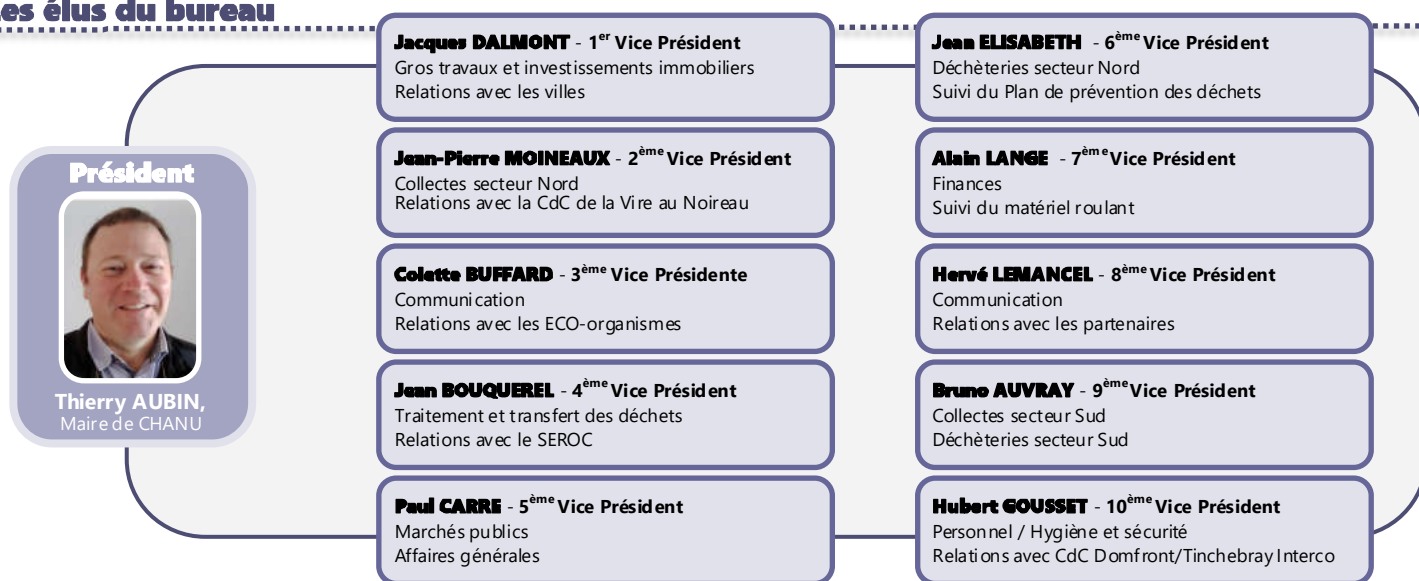 es élus du bureau
Président
Thierry AUBIN,
Maire de CHANU
Jacques DALMONT - 1er Vice Président
Gros travaux et investissements immobiliers
Relations avec les villes
Jean-Pierre MOINEAUX - 2ème Vice Président
Collectes secteur Nord
Relations avec la CdC de la Vire au Noireau
Colette BUFFARD - 3ème Vice Présidente
Communication
Relations avec les ECO-organismes
Jean BOUQUEREL - 4ème Vice Président
Traitement et transfert des déchets
Relations avec le SEROC
Paul CARRE - 5ème Vice Président
Marchés publics
Affaires générales
Jean ELISABETH - 6ème Vice Président
Déchèteries secteur Nord
Suivi du Plan de prévention des déchets
Alain LANGE - 7ème Vice Président
Finances
Suivi du matériel roulant
Hervé LEMANCEL - 8ème Vice Président
Communication
Relations avec les partenaires
Bruno AUVRAY - 9ème Vice Président
Collectes secteur Sud
Déchèteries secteur Sud
Hubert GOUSSET - 10ème Vice Président
Personnel / Hygiène et sécurité
Relations avec CdC Domfront/Tinchebray Interco